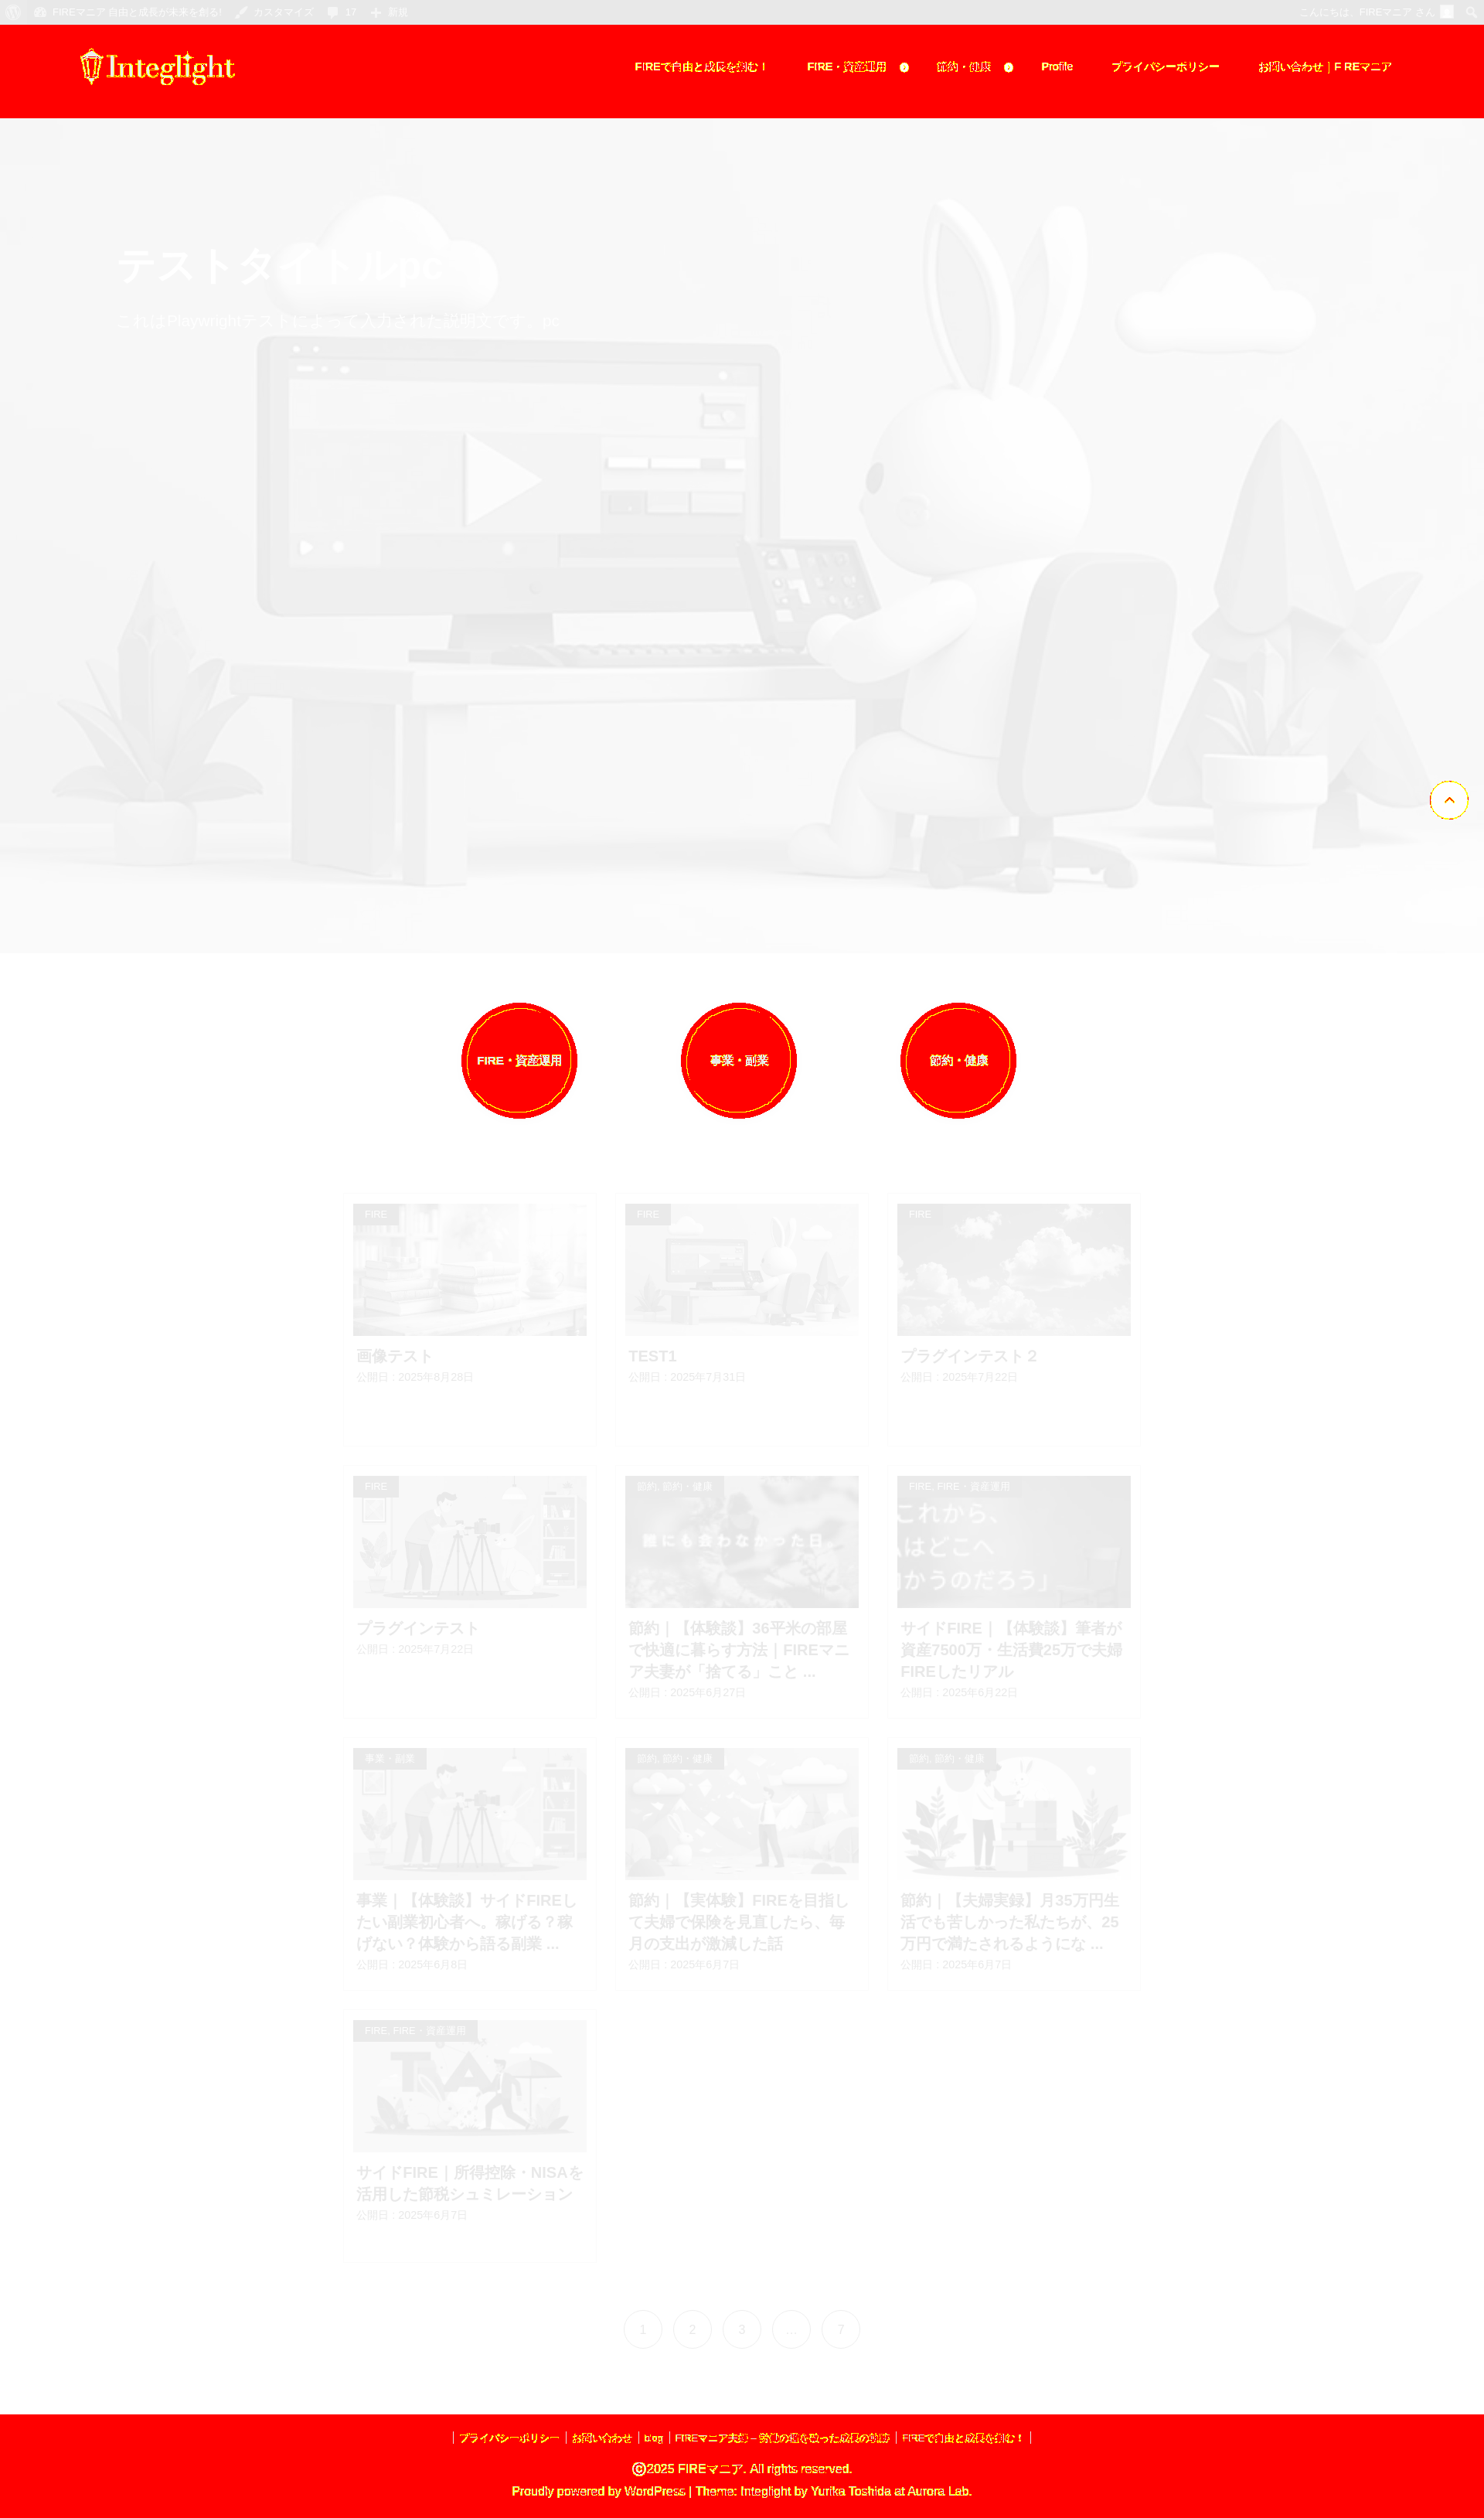 FIREマニア 自由と成長が未来を創る! カスタマイズ 17 新規 こんにちは、FIREマニア さん
Integlight
FIREで自由と成長を掴む！ FIRE・資産運用 節約・健康 Profile プライバシーポリシー お問い合わせ｜FIREマニア
テストタイトルpc
これはPlaywrightテストによって入力された説明文です。pc
FIRE・資産運用 事業・副業 節約・健康
FIRE FIRE FIRE
画像テスト TEST1 プラグインテスト２
公開日 : 2025年8月28日 公開日 : 2025年7月31日 公開日 : 2025年7月22日
FIRE
プラグインテスト
公開日 : 2025年7月22日
節約, 節約・健康
誰にも会わなかった日
節約｜【体験談】36平米の部屋
で快適に暮らす方法｜FIREマニ
ア夫妻が「捨てる」こと ...
公開日 : 2025年6月27日
FIRE, FIRE・資産運用
これから、
はどこへ
かうのだろう」
サイドFIRE｜【体験談】筆者が
資産7500万・生活費25万で夫婦
FIREしたリアル
公開日 : 2025年6月22日
事業・副業
事業｜【体験談】サイドFIREし
たい副業初心者へ。稼げる？稼
げない？体験から語る副業 ...
公開日 : 2025年6月8日
節約, 節約・健康
節約｜【実体験】FIREを目指し
て夫婦で保険を見直したら、毎
月の支出が激減した話
公開日 : 2025年6月7日
節約, 節約・健康
節約｜【夫婦実録】月35万円生
活でも苦しかった私たちが、25
万円で満たされるようにな ...
公開日 : 2025年6月7日
FIRE, FIRE・資産運用
TA
サイドFIRE｜所得控除・NISAを
活用した節税シュミレーション
公開日 : 2025年6月7日
1 2 3 … 7
プライバシーポリシー お問い合わせ blog FIREマニア夫婦 – 労働の檻を破った成長の軌跡 FIREで自由と成長を掴む！
©2025 FIREマニア. All rights reserved.
Proudly powered by WordPress | Theme: Integlight by Yurika Toshida at Aurora Lab.